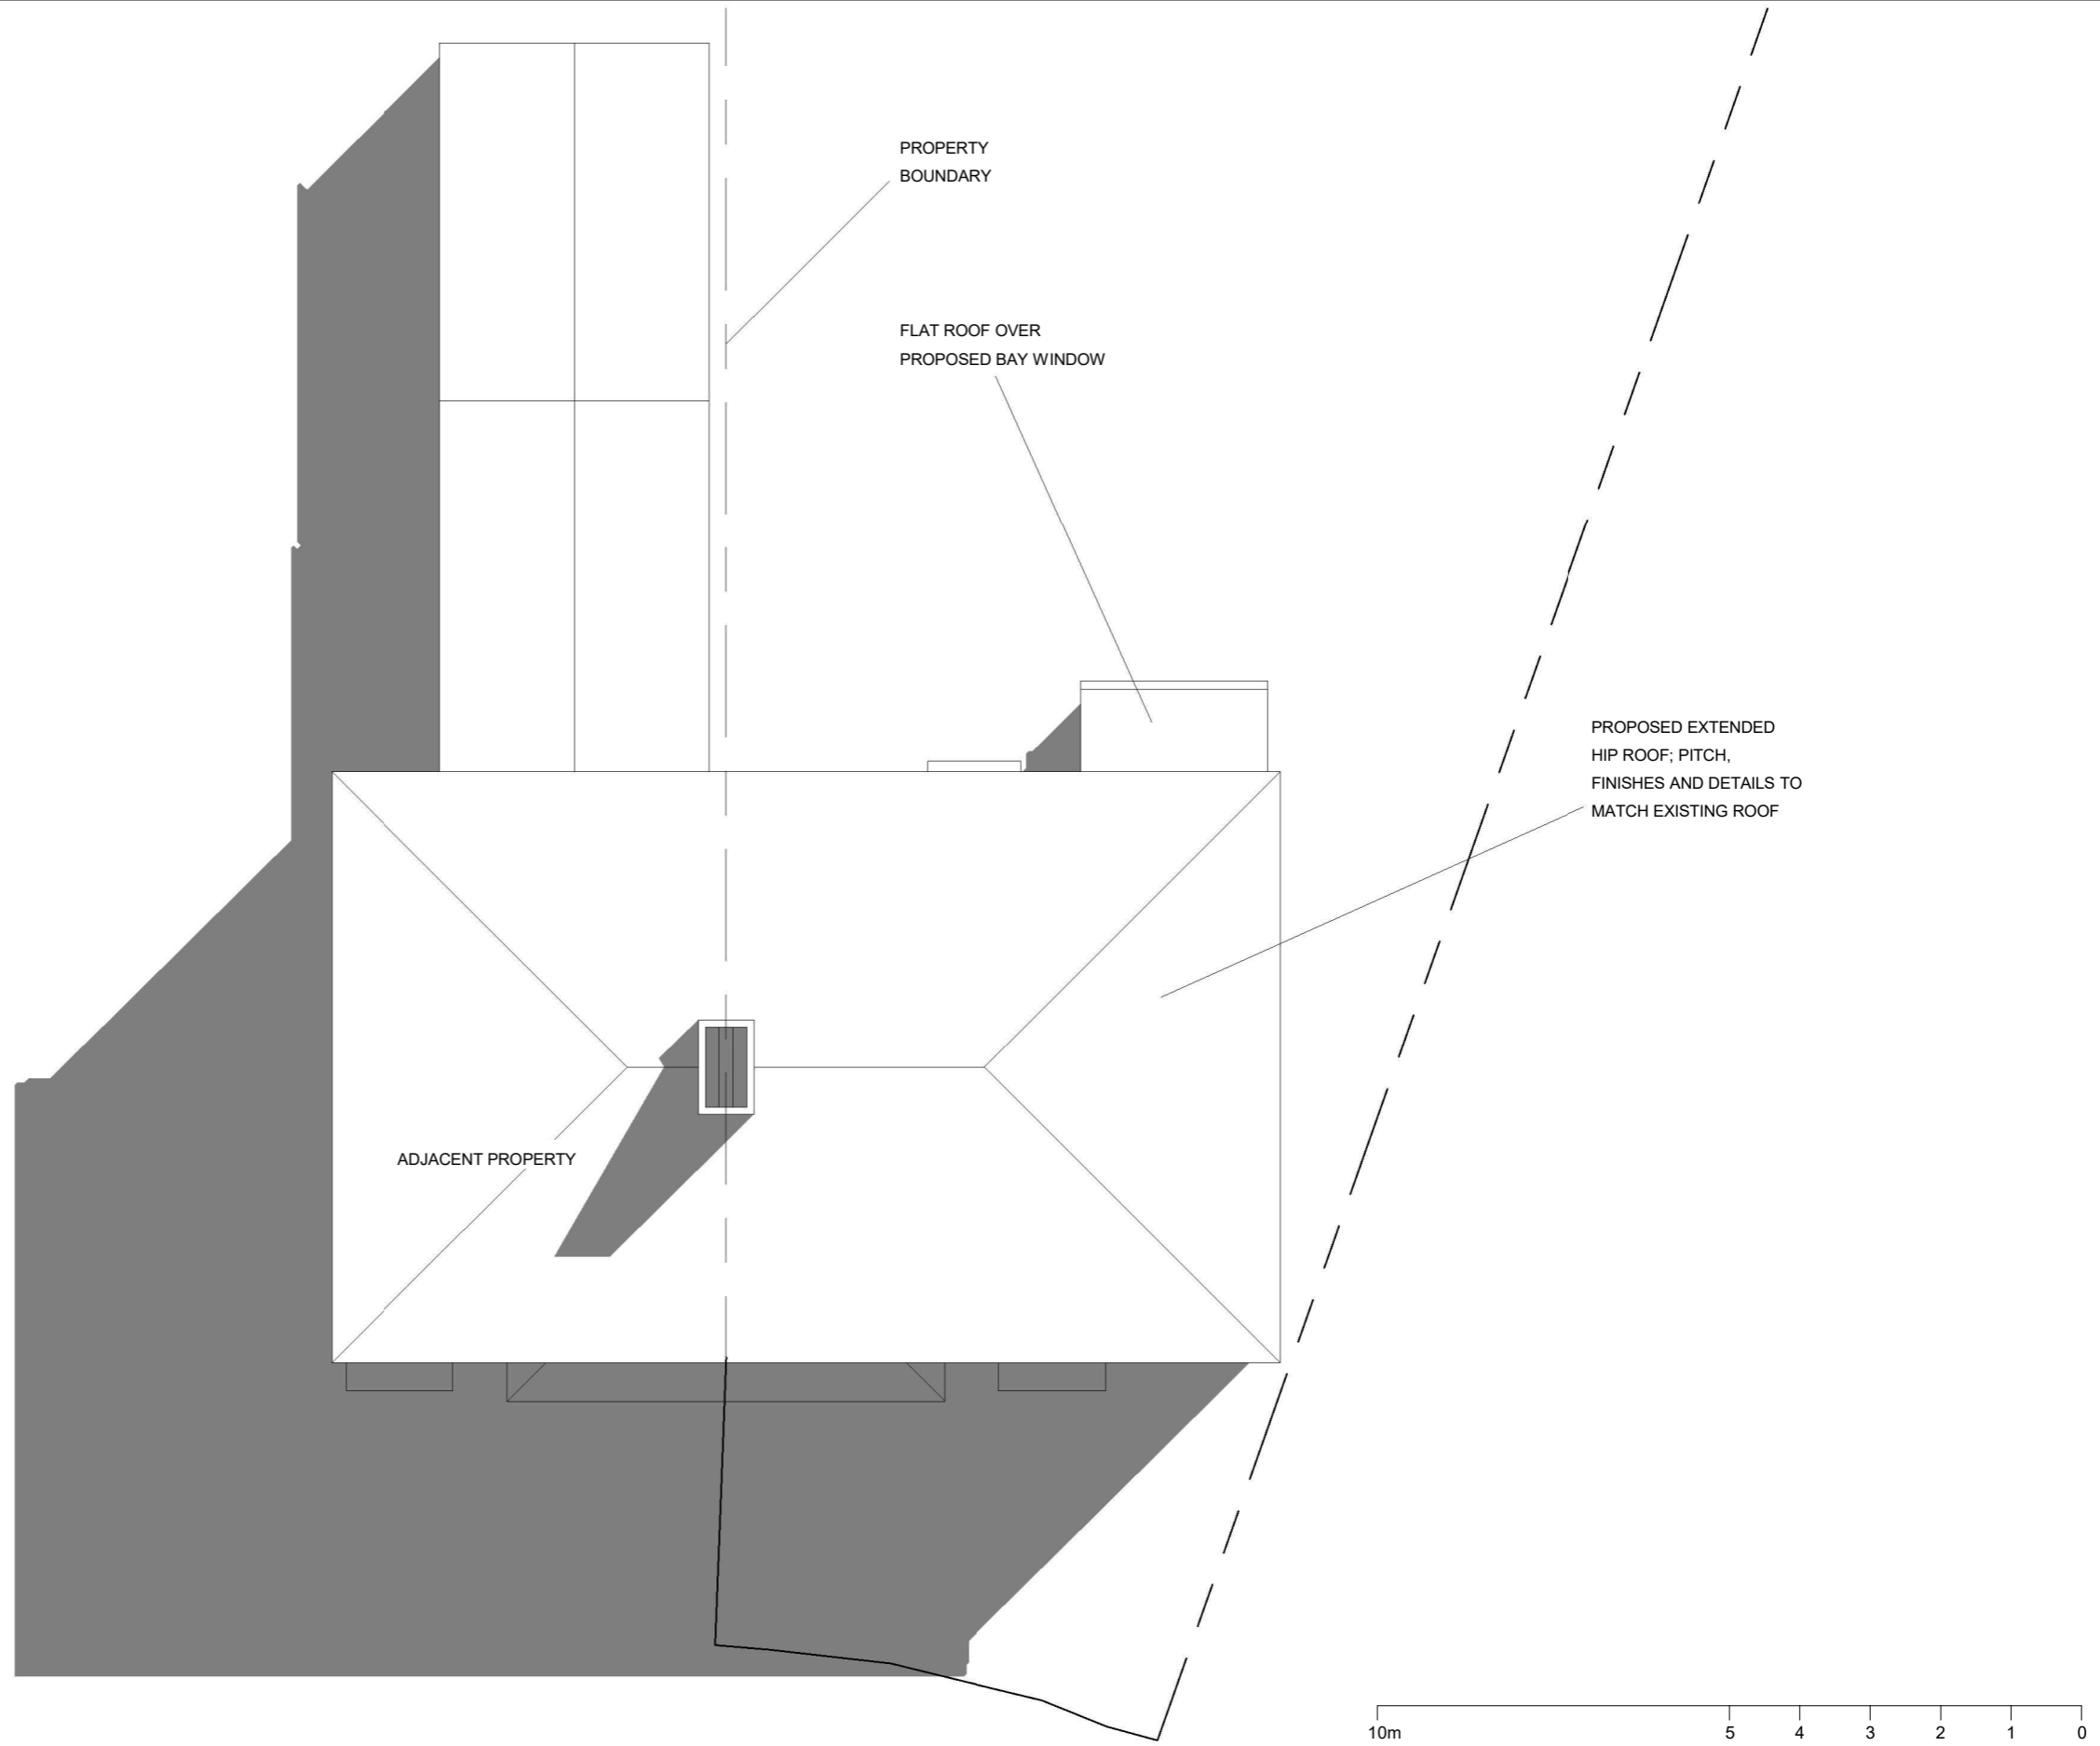 PROPERTY
BOUNDARY
FLAT ROOF OVER
PROPOSED BAY WINDOW
PROPOSED EXTENDED
HIP ROOF; PITCH,
FINISHES AND DETAILS TO
MATCH EXISTING ROOF
ADJACENT PROPERTY
10m 5 4 3 2 1 0